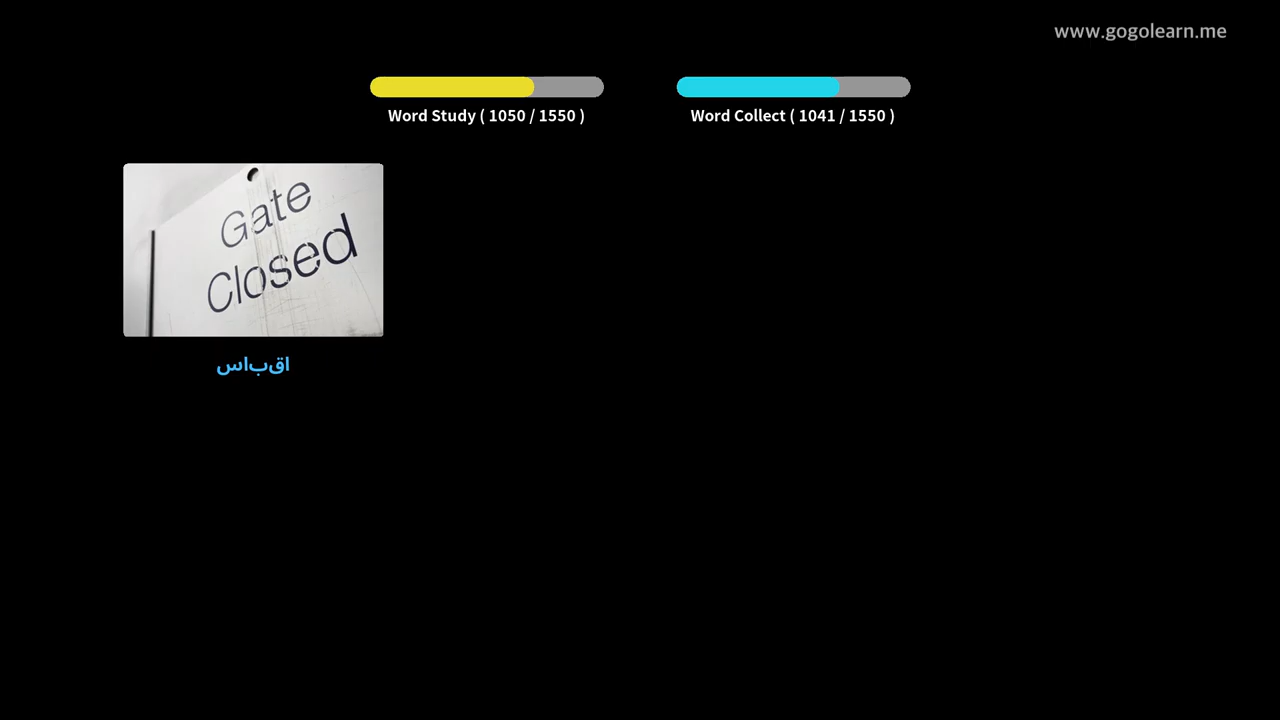 www.gogolearn.me
Word Study ( 1050 / 1550 )
Word Collect ( 1041 / 1550 )
Gate
Closed
اقباس